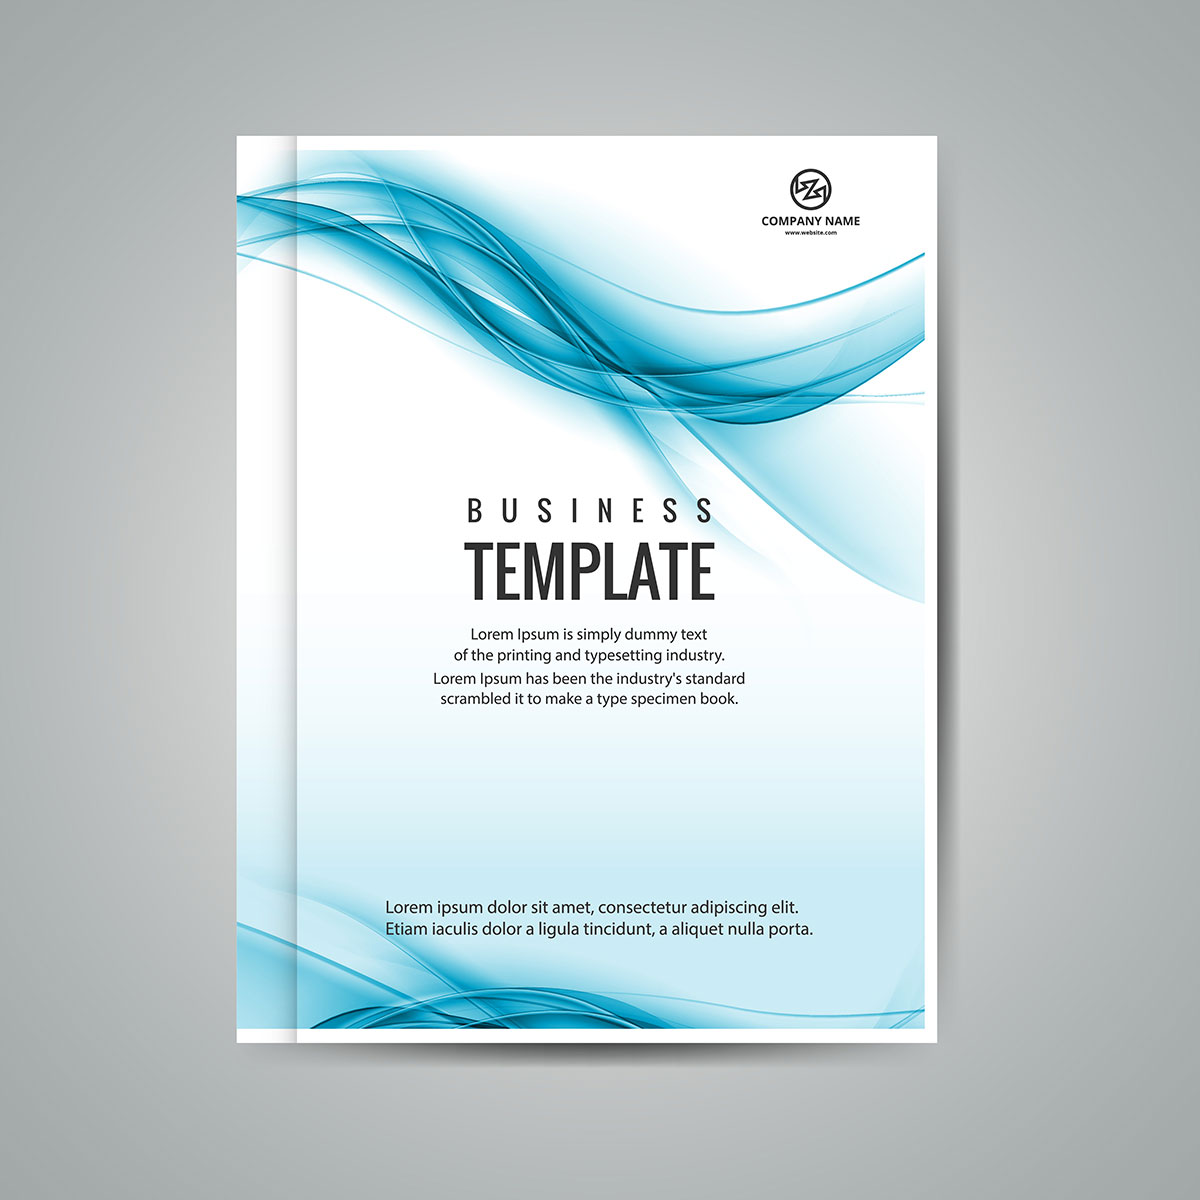 COMPANY NAME
www.website.com
BUSINESS
TEMPLATE
Lorem Ipsum is simply dummy text
of the printing and typesetting industry.
Lorem Ipsum has been the industry's standard
scrambled it to make a type specimen book.
Lorem ipsum dolor sit amet, consectetur adipiscing elit.
Etiam iaculis dolor a ligula tincidunt, a aliquet nulla porta.